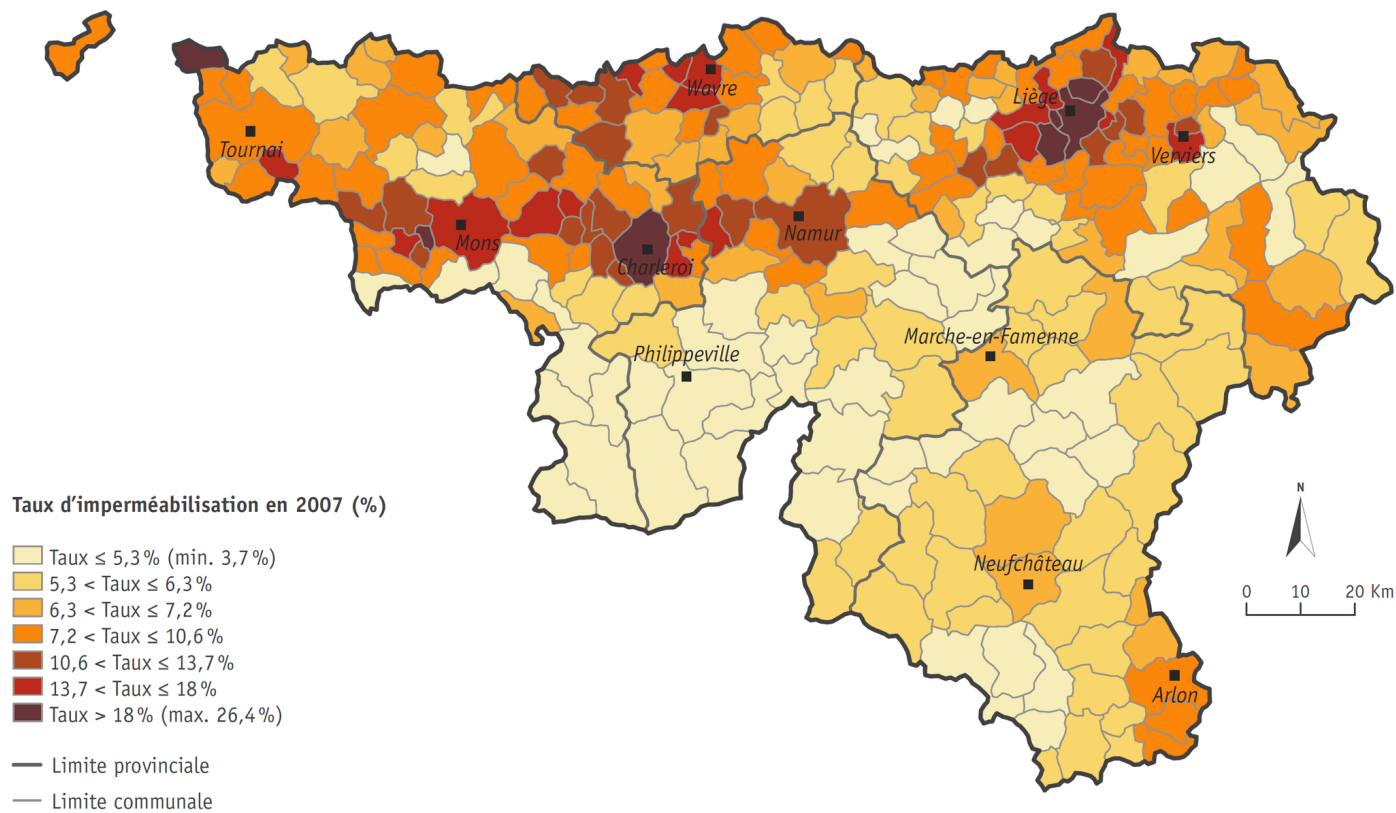 Wavre
Liège
Tournai
Verviers
Mons
Namur
Charleroi
Marche-en-Famenne
Philippeville
Taux d'imperméabilisation en 2007 (%)
Taux ≤ 5,3 % (min. 3,7 %)
5,3 < Taux ≤ 6,3 %
6,3 < Taux ≤ 7,2 %
7,2 < Taux ≤ 10,6 %
10,6 < Taux ≤ 13,7 %
13,7 < Taux ≤ 18 %
Taux > 18 % (max. 26,4 %)
Limite provinciale
Limite communale
N
Neufchâteau
0 10 20 Km
Arlon